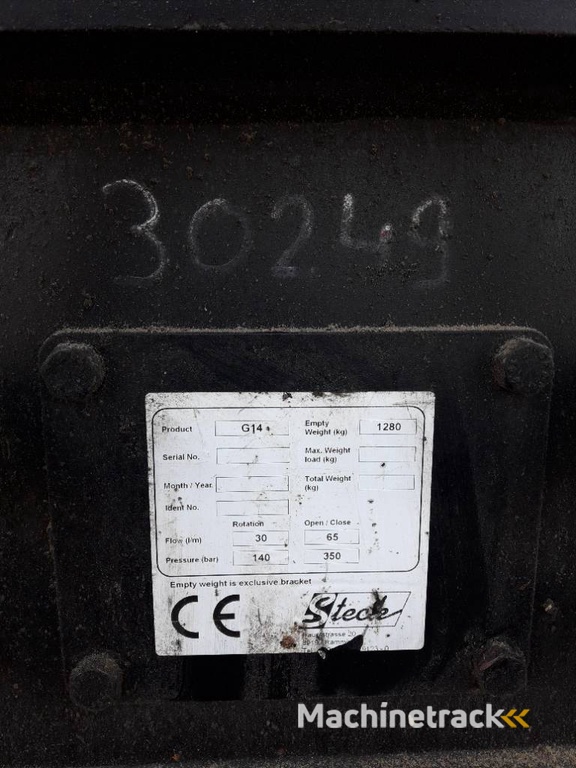 30249
Product G14 Empty Weight (kg) 1280
Serial No. Max. Weight load (kg)
Month / Year Total Weight (kg)
Ident No.
Rotation Open / Close
Flow (l/m) 30 65
Pressure (bar) 140 350
Empty weight is exclusive bracket
CE Steck
Machinetrack